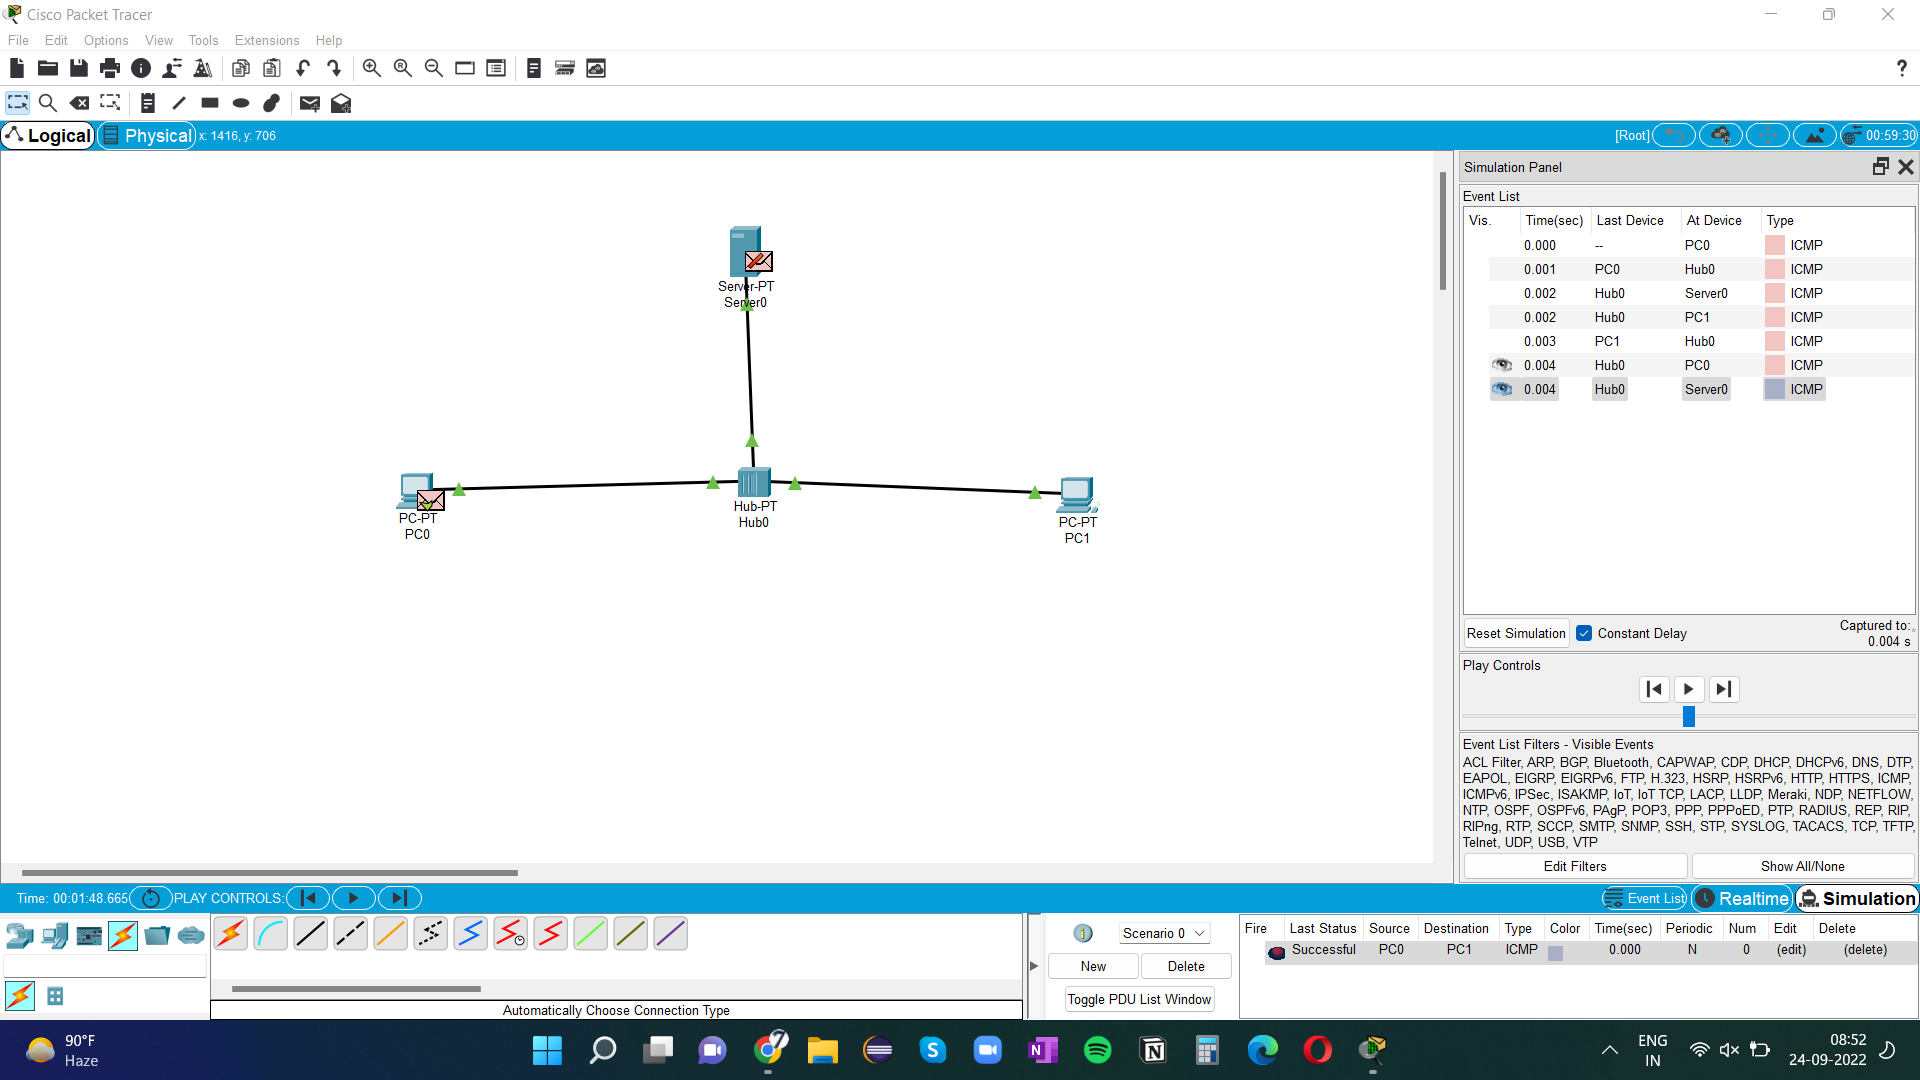 Cisco Packet Tracer
File Edit Options View Tools Extensions Help
?
Logical Physical x: 1416, y: 706 [Root] 00:59:30
Simulation Panel
Event List
Vis. Time(sec) Last Device At Device Type
0.000 -- PC0 ICMP
0.001 PC0 Hub0 ICMP
0.002 Hub0 Server0 ICMP
0.002 Hub0 PC1 ICMP
0.003 PC1 Hub0 ICMP
0.004 Hub0 PC0 ICMP
0.004 Hub0 Server0 ICMP
Server-PT
Server0
Hub-PT
Hub0
PC-PT
PC0
PC-PT
PC1
Reset Simulation Constant Delay Captured to:
0.004 s
Play Controls
Event List Filters - Visible Events
ACL Filter, ARP, BGP, Bluetooth, CAPWAP, CDP, DHCP, DHCPv6, DNS, DTP,
EAPOL, EIGRP, EIGRPv6, FTP, H.323, HSRP, HSRPv6, HTTP, HTTPS, ICMP,
ICMPv6, IPSec, ISAKMP, IoT, IoT TCP, LACP, LLDP, Meraki, NDP, NETFLOW,
NTP, OSPF, OSPFv6, PAgP, POP3, PPP, PPPoED, PTP, RADIUS, REP, RIP,
RIPng, RTP, SCCP, SMTP, SNMP, SSH, STP, SYSLOG, TACACS, TCP, TFTP,
Telnet, UDP, USB, VTP
Edit Filters Show All/None
Time: 00:01:48.665 PLAY CONTROLS: Event List Realtime Simulation
Scenario 0
New Delete
Toggle PDU List Window
Fire Last Status Source Destination Type Color Time(sec) Periodic Num Edit Delete
Successful PC0 PC1 ICMP 0.000 N 0 (edit) (delete)
Automatically Choose Connection Type
90°F
Haze
7
ENG
IN
08:52
24-09-2022